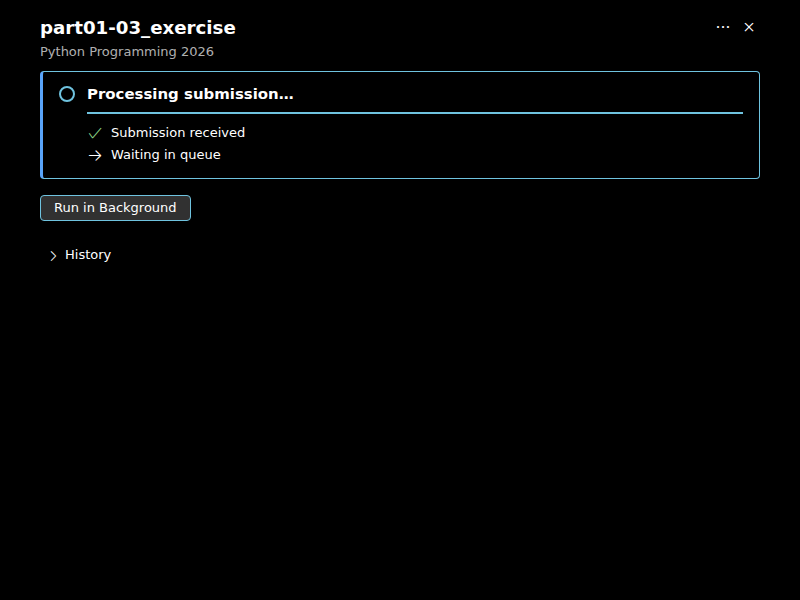 part01-03_exercise
Python Programming 2026
Processing submission…
Submission received
Waiting in queue
Run in Background
History